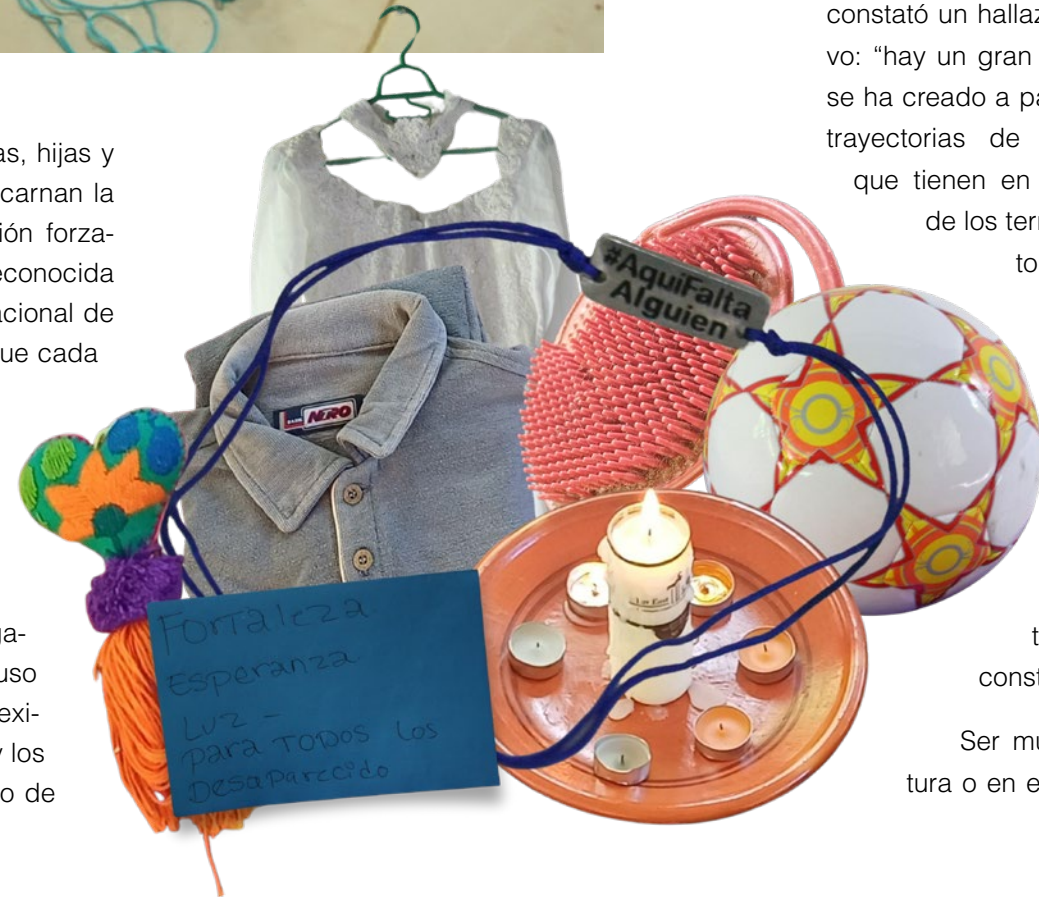 as, hijas y
carnan la
ión forza-
econocida
acional de
ue cada
ga-
uso
exi-
y los
o de
#AquíFalta
Alguien
NERO
Fortaleza
Esperanza
LUZ -
para TODOS Los
Desaparecido
constató un hallaz
vo: “hay un gran
se ha creado a pa
trayectorias de
que tienen en
de los terr
to
t
const
Ser mu
tura o en e